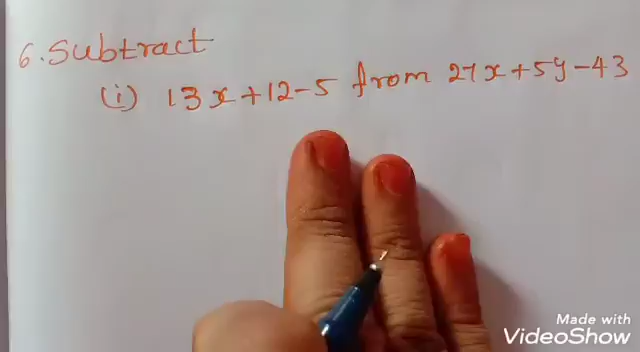 6. Subtract
(i) 13x+12-5 from 27x+5y-43
Made with
VideoShow